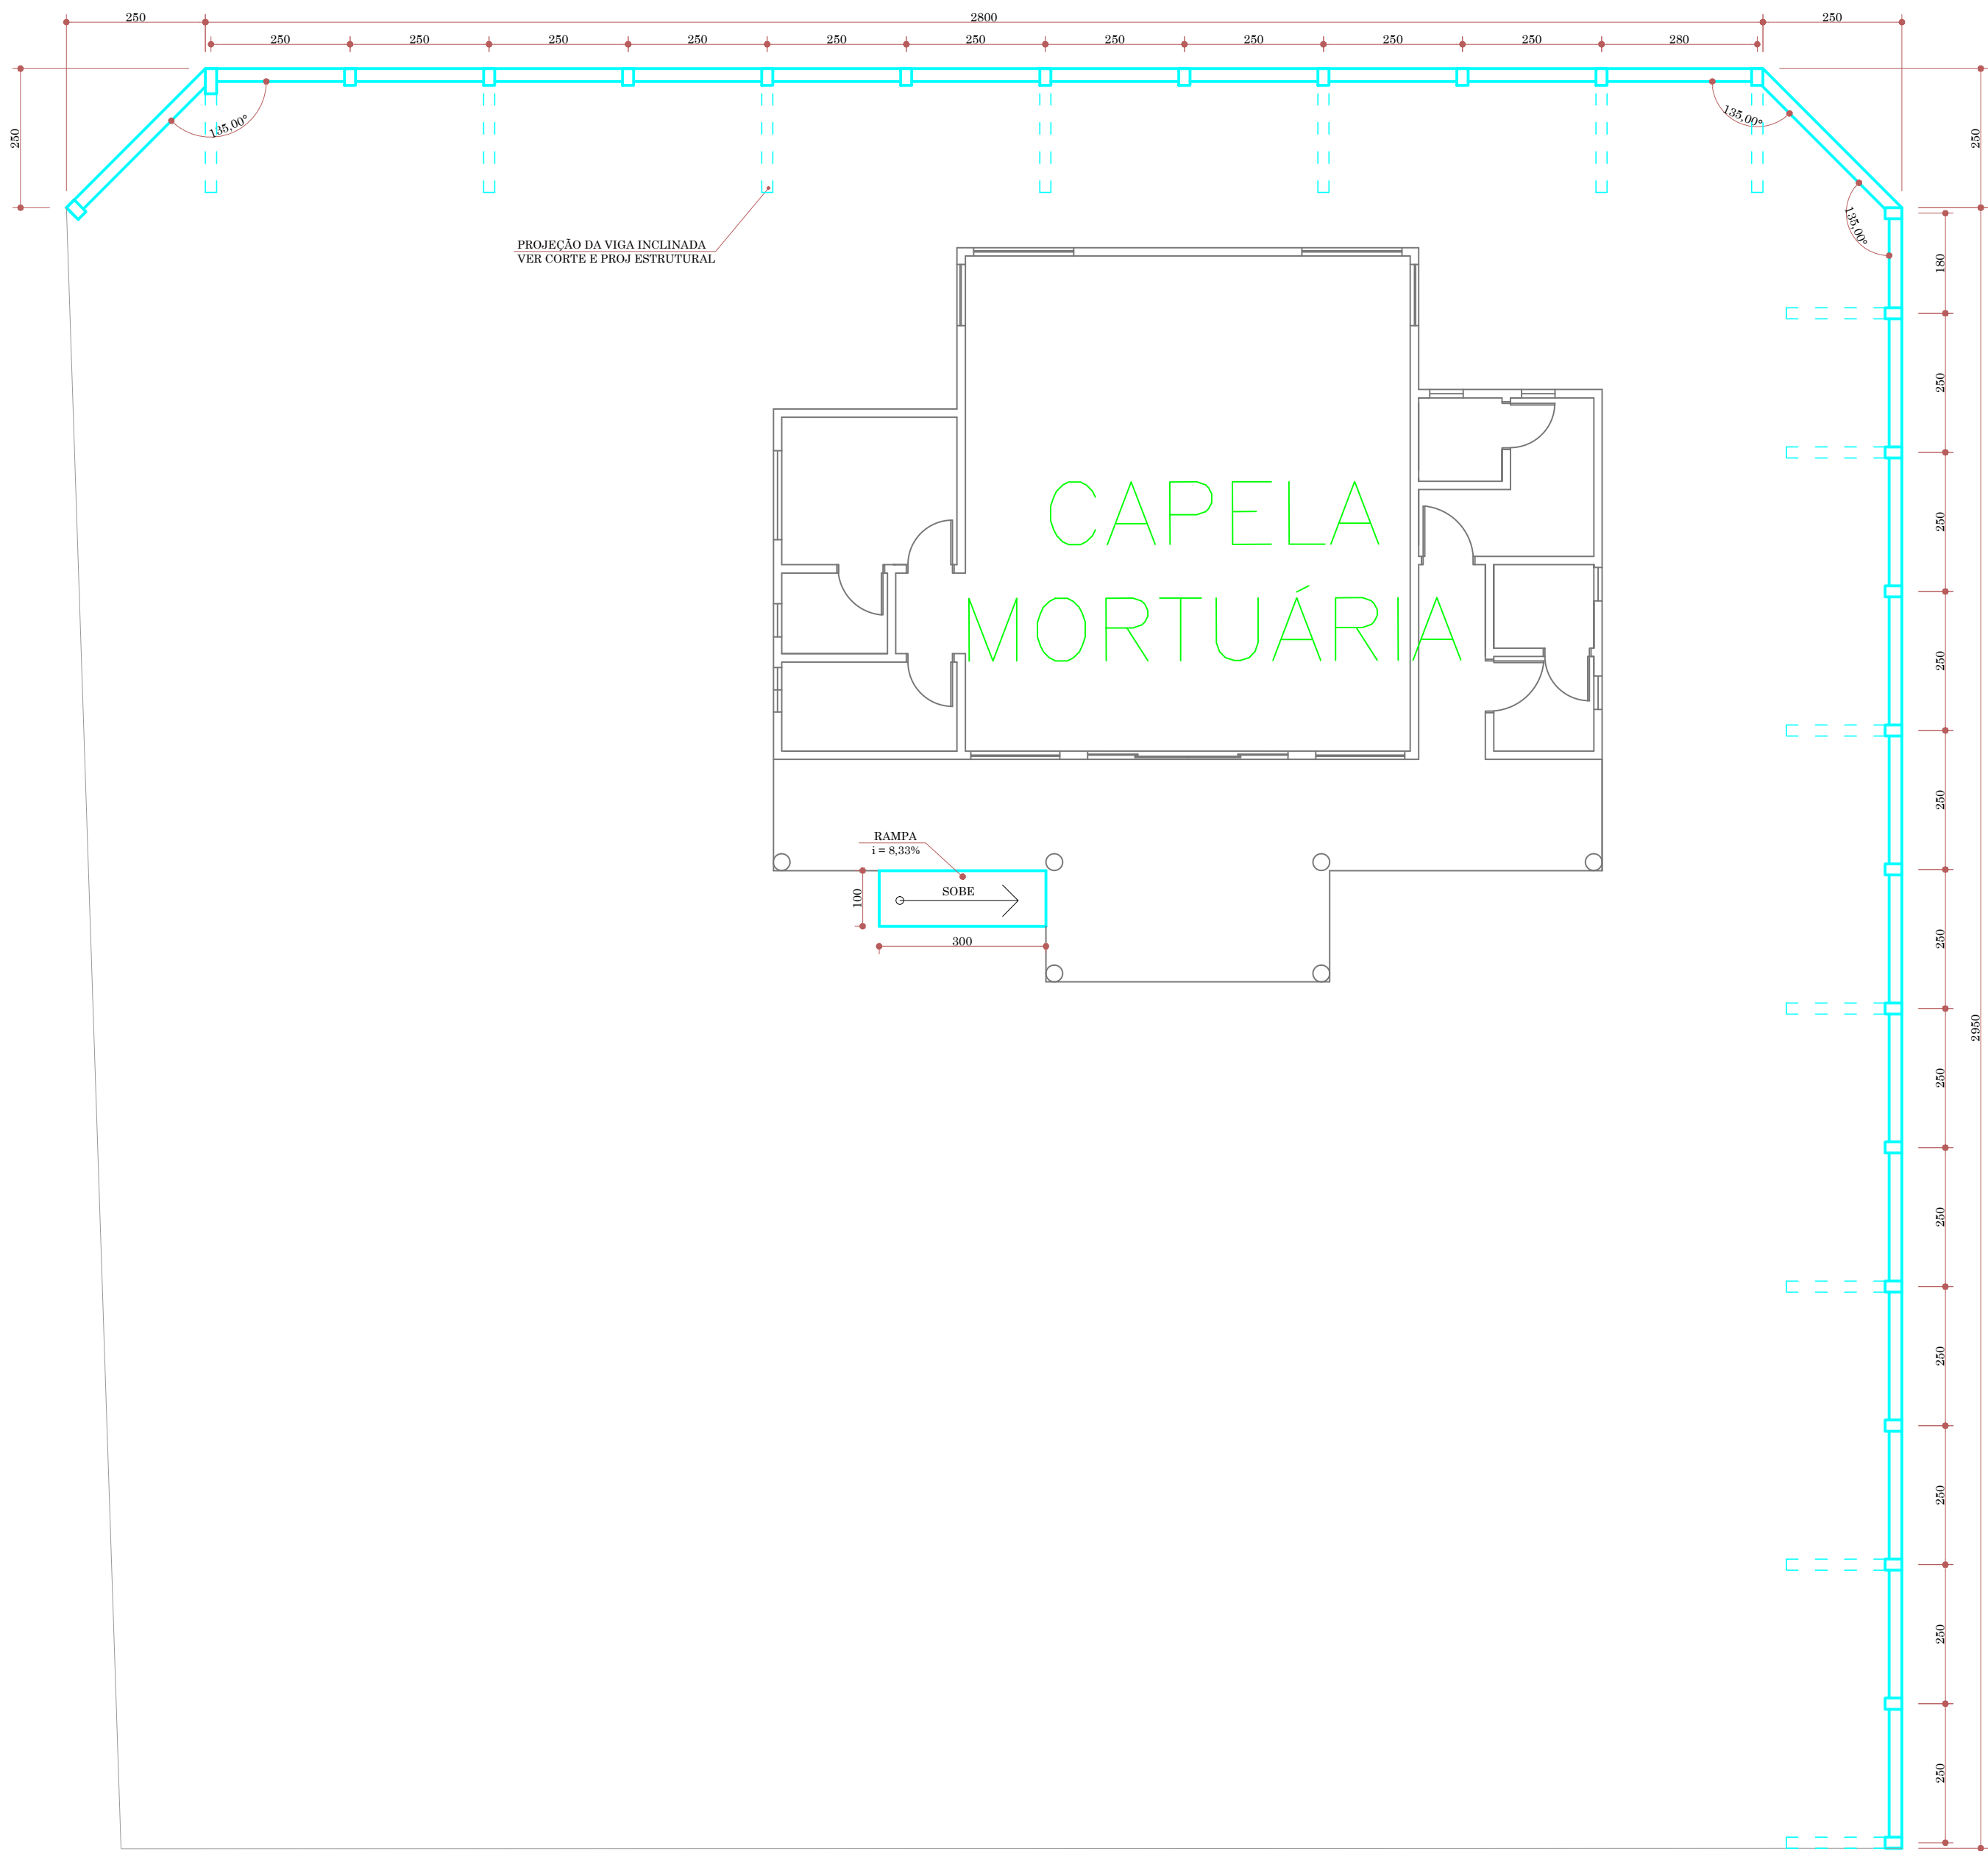 250 2800 250
250 250 250 250 250 250 250 250 250 250 280
250
135,00°
135,00°
250
135,00°
PROJEÇÃO DA VIGA INCLINADA
VER CORTE E PROJ ESTRUTURAL
180
250
CAPELA
250
MORTUÁRIA
250
250
RAMPA
i = 8,33%
SOBE
100
300
250
250
2950
250
250
250
250
250